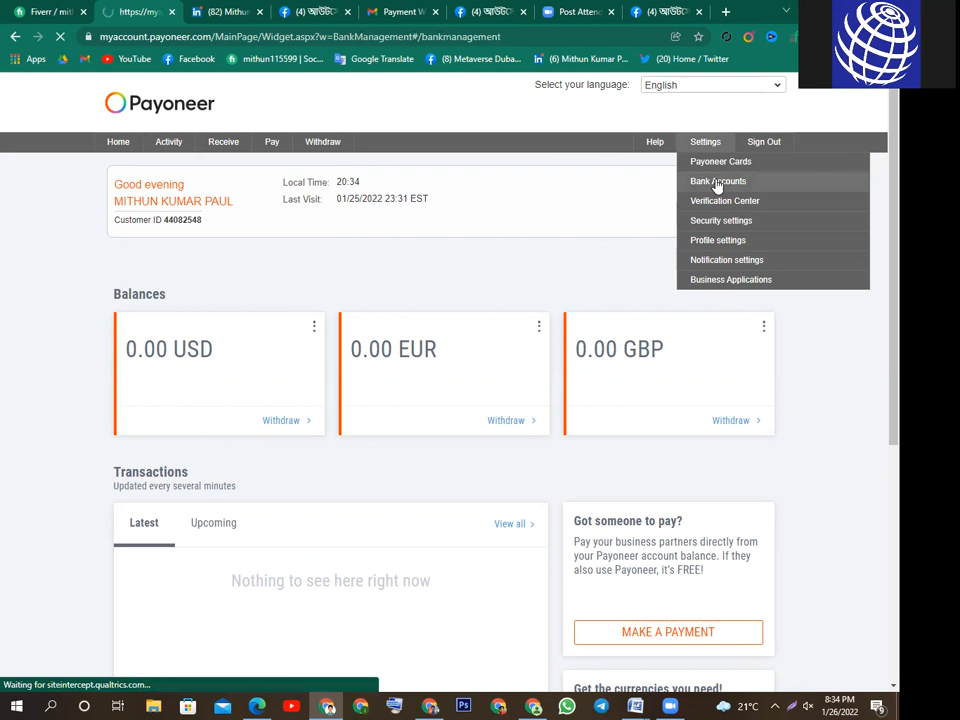 Fiverr / mith
https://myac
(82) Mithun
(4) আউটসে
Payment W
(4) আউটসে
Post Atten
(4) আউটসে
myaccount.payoneer.com/MainPage/Widget.aspx?w=BankManagement#/bankmanagement
Apps
YouTube
Facebook
mithun115599 | Soc...
Google Translate
(8) Metaverse Duba...
(6) Mithun Kumar P...
(20) Home / Twitter
Select your language:
English
Payoneer
Home
Activity
Receive
Pay
Withdraw
Help
Settings
Sign Out
Payoneer Cards
Bank Accounts
Verification Center
Security settings
Profile settings
Notification settings
Business Applications
Good evening
MITHUN KUMAR PAUL
Customer ID 44082548
Local Time: 20:34
Last Visit: 01/25/2022 23:31 EST
Balances
0.00 USD
0.00 EUR
0.00 GBP
Withdraw
Withdraw
Withdraw
Transactions
Updated every several minutes
Latest
Upcoming
View all
Nothing to see here right now
Got someone to pay?
Pay your business partners directly from
your Payoneer account balance. If they
also use Payoneer, it's FREE!
MAKE A PAYMENT
Get the currencies you need!
Waiting for siteintercept.qualtrics.com...
21°C
8:34 PM
1/26/2022
9